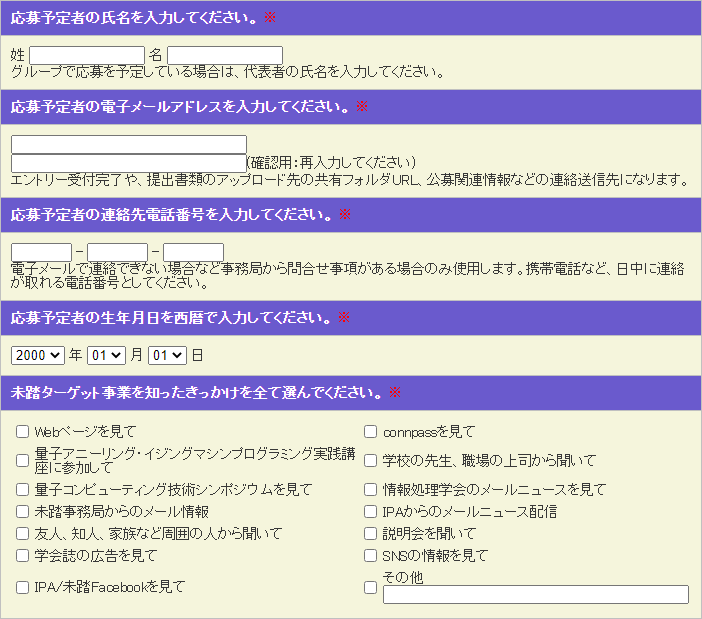 応募予定者の氏名を入力してください。※
姓 名
グループで応募を予定している場合は、代表者の氏名を入力してください。
応募予定者の電子メールアドレスを入力してください。※
(確認用：再入力してください)
エントリー受付完了や、提出書類のアップロード先の共有フォルダURL、公募関連情報などの連絡送信先になります。
応募予定者の連絡先電話番号を入力してください。※
– –
電子メールで連絡できない場合など事務局から問合せ事項がある場合のみ使用します。携帯電話など、日中に連絡
が取れる電話番号としてください。
応募予定者の生年月日を西暦で入力してください。※
2000 年 01 月 01 日
未踏ターゲット事業を知ったきっかけを全て選んでください。※
Webページを見て
connpassを見て
量子アニーリング・イジングマシンプログラミング実践講
座に参加して
学校の先生、職場の上司から聞いて
量子コンピューティング技術シンポジウムを見て
情報処理学会のメールニュースを見て
未踏事務局からのメール情報
IPAからのメールニュース配信
友人、知人、家族など周囲の人から聞いて
説明会を聞いて
学会誌の広告を見て
SNSの情報を見て
IPA/未踏Facebookを見て
その他